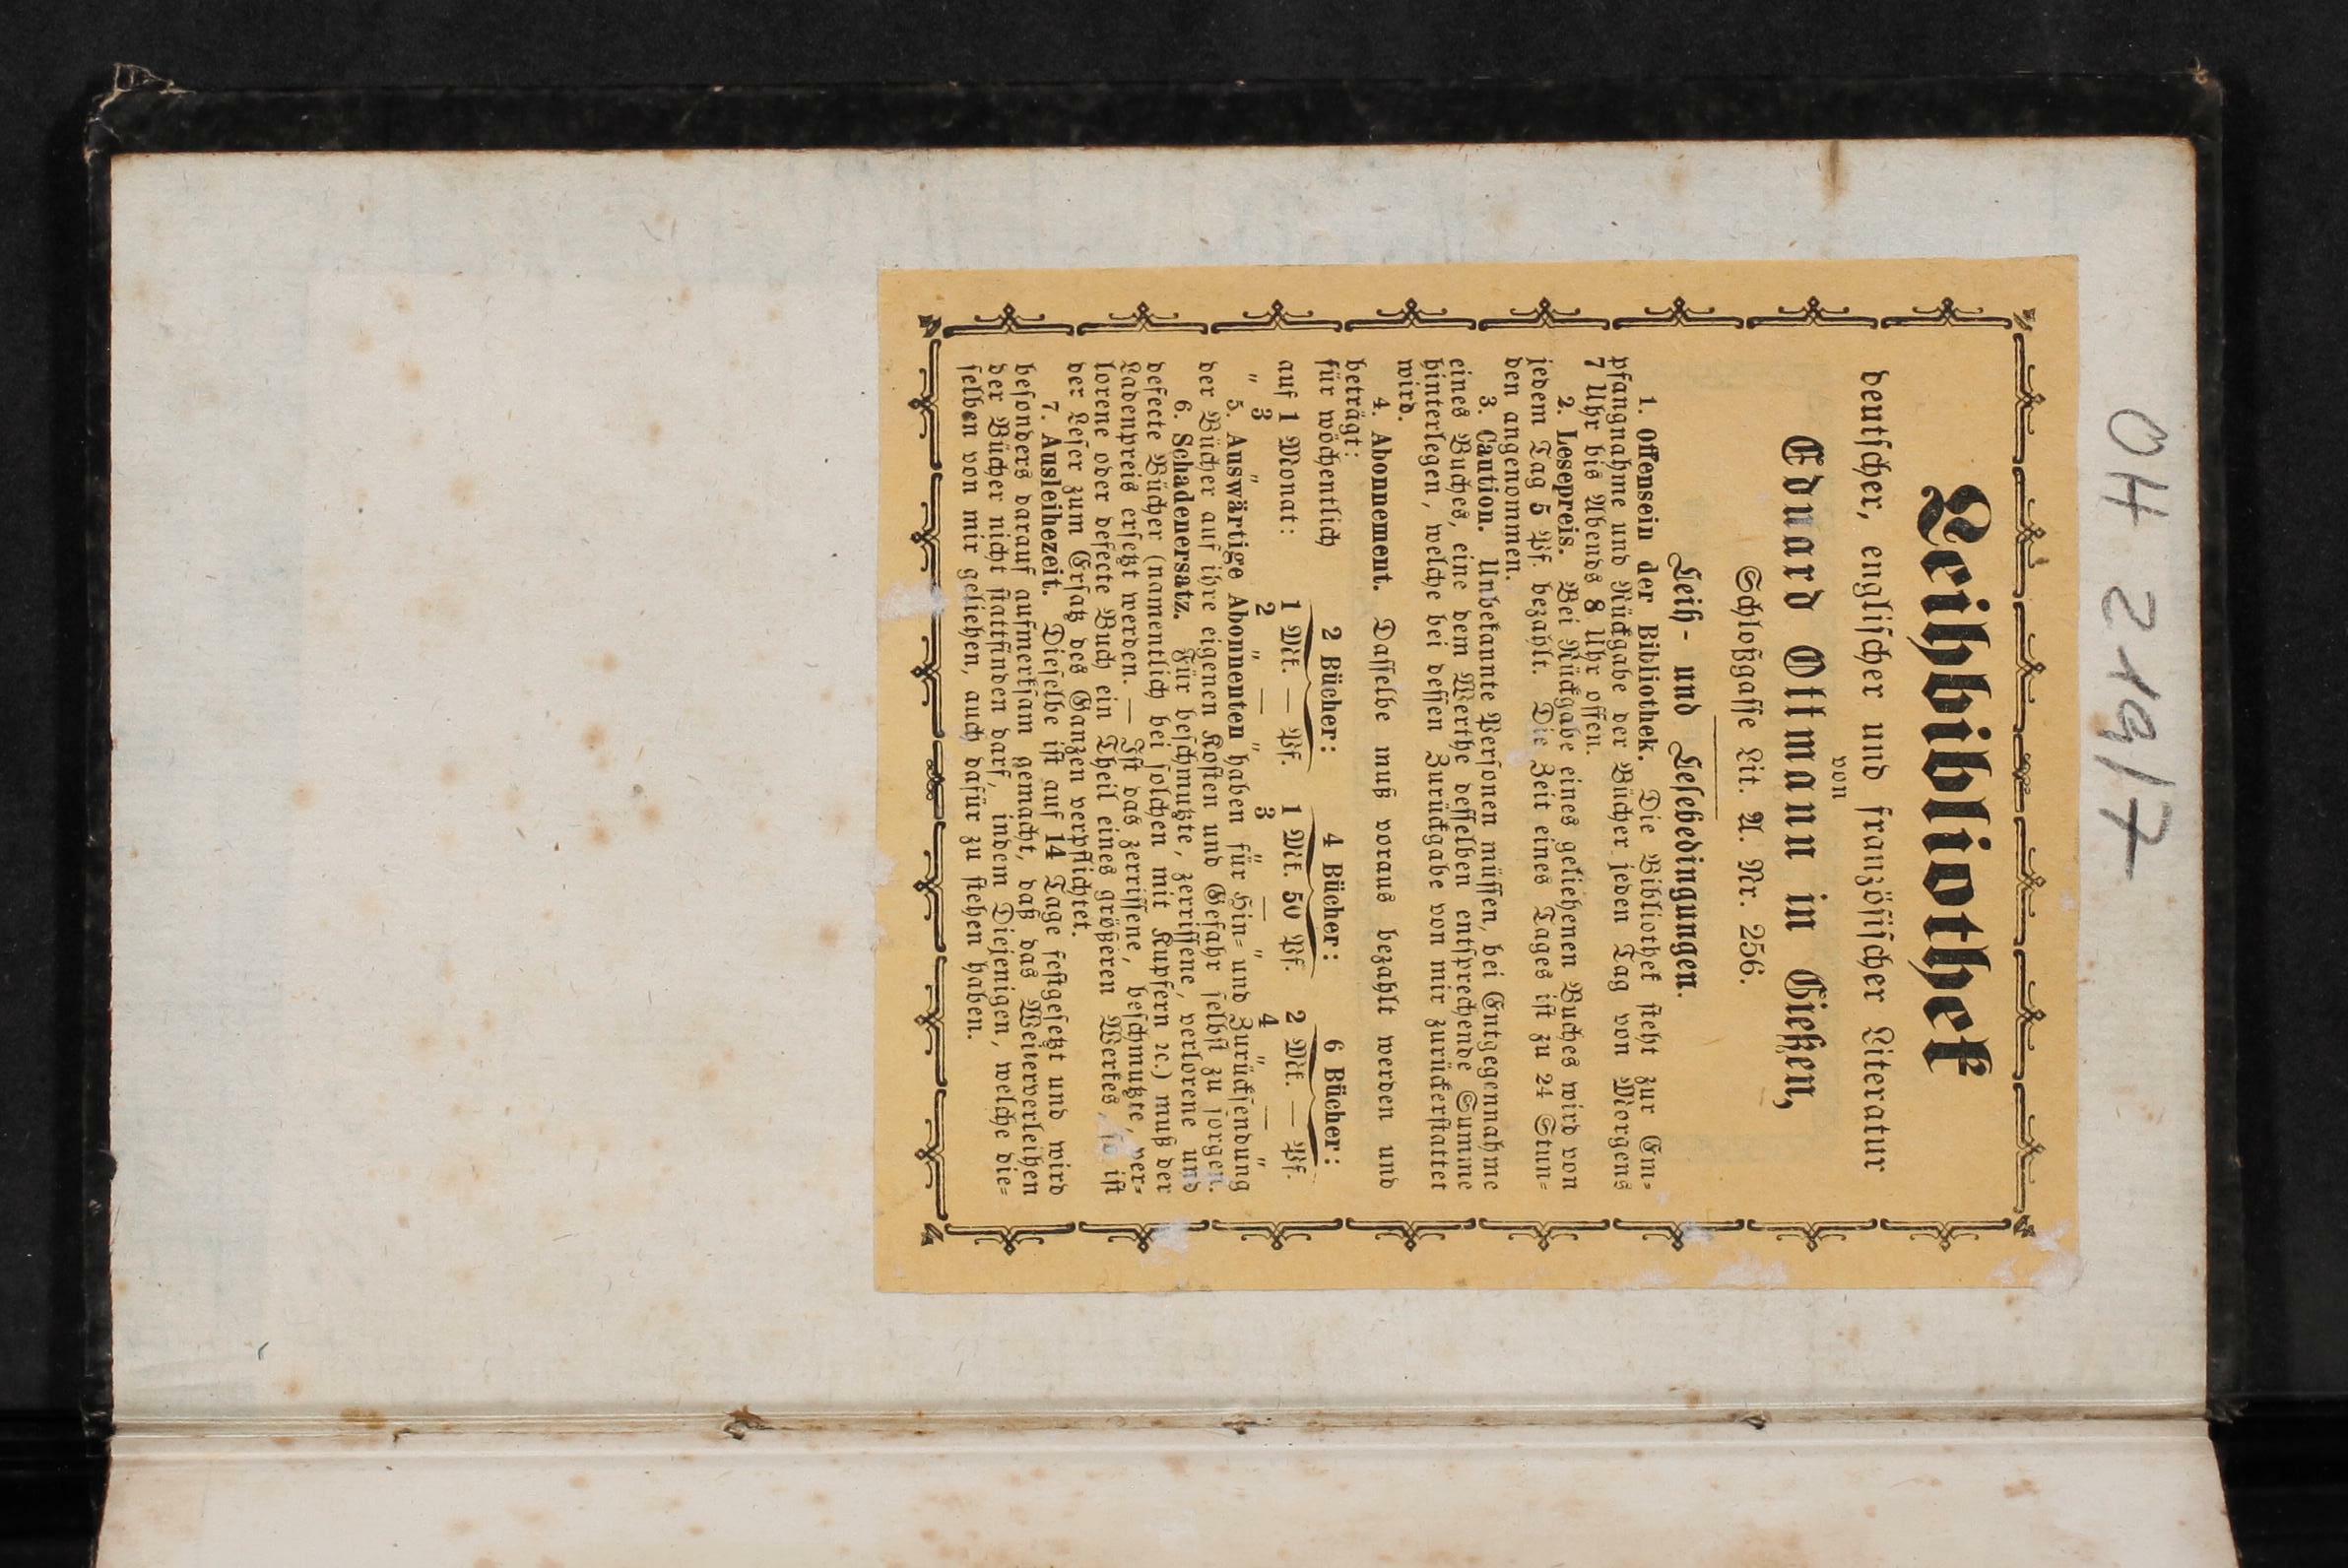 OH 219/7
Leihbibliothek
deutscher, englischer und französischer Literatur
von
Eduard Ottmann in Gießen,
Schloßgasse Lit. A. Nr. 256.
Leih- und Lesebedingungen.
1. Offensein der Bibliothek. Die Bibliothek steht zur Em-
pfangnahme und Rückgabe der Bücher jeden Tag von Morgens
7 Uhr bis Abends 8 Uhr offen.
2. Lesepreis. Bei Rückgabe eines geliehenen Buches wird von
jedem Tag 5 Pf. bezahlt. Die Zeit eines Tages ist zu 24 Stun-
den angenommen.
3. Caution. Unbekannte Personen müssen, bei Entgegennahme
eines Buches, eine dem Werthe desselben entsprechende Summe
hinterlegen, welche bei dessen Zurückgabe von mir zurückerstattet
wird.
4. Abonnement. Dasselbe muß voraus bezahlt werden und
beträgt:
für wöchentlich 2 Bücher: 4 Bücher: 6 Bücher:
auf 1 Monat: 1 Mk. — Pf. 1 Mk. 50 Pf. 2 Mk. — Pf.
" 3 " 2 " — " 3 " — " 4 " — "
5. Auswärtige Abonnenten haben für Hin- und Zurücksendung
der Bücher auf ihre eigenen Kosten und Gefahr selbst zu sorgen.
6. Schadenersatz. Für beschmutzte, zerrissene, verlorene und
defecte Bücher (namentlich bei solchen mit Kupfern ꝛc.) muß der
Ladenpreis ersetzt werden. — Ist das zerrissene, beschmutzte, ver-
lorene oder defecte Buch ein Theil eines größeren Werkes, so ist
der Leser zum Ersatz des Ganzen verpflichtet.
7. Ausleihezeit. Dieselbe ist auf 14 Tage festgesetzt und wird
besonders darauf aufmerksam gemacht, daß das Weiterverleihen
der Bücher nicht stattfinden darf, indem Diejenigen, welche die-
selben von mir geliehen, auch dafür zu stehen haben.